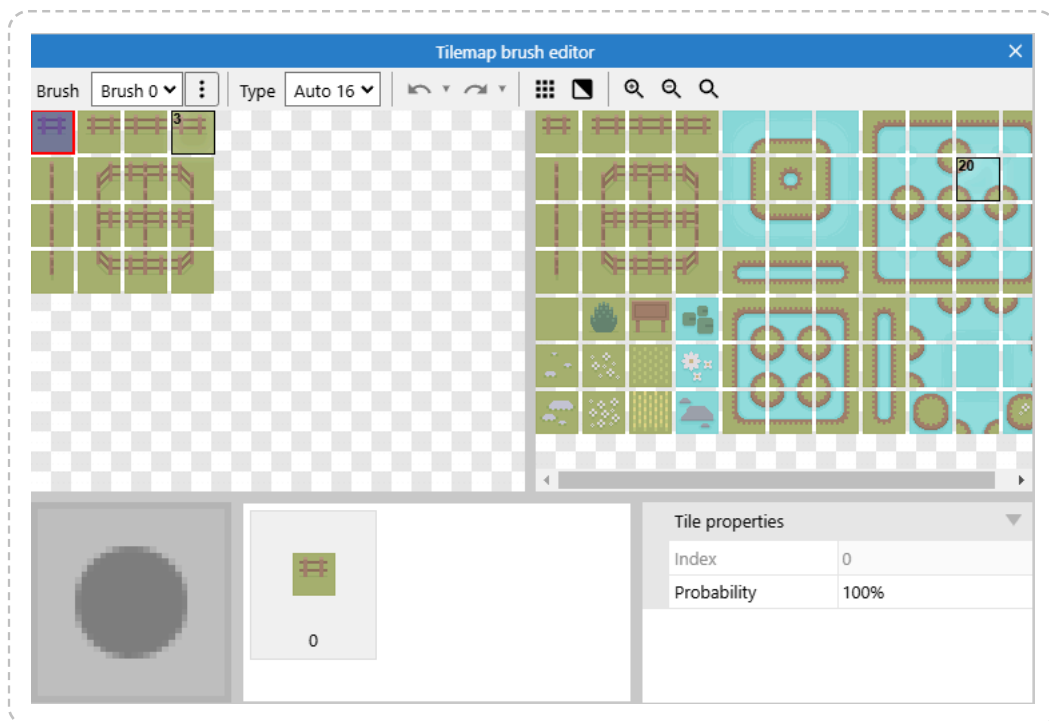 Tilemap brush editor
Brush Brush 0 Type Auto 16
3
20
0
Tile properties
Index 0
Probability 100%